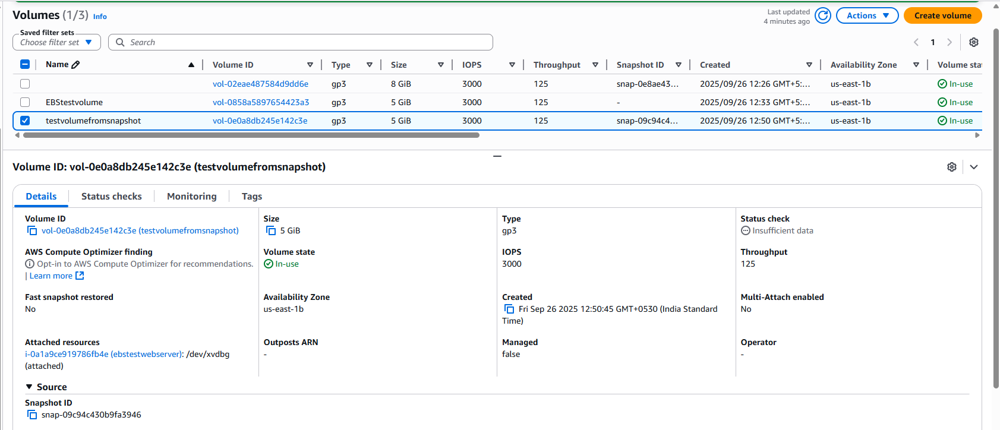 Volumes (1/3) Info
Last updated
4 minutes ago
Actions
Create volume
Saved filter sets
Choose filter set
Search
1
Name Volume ID Type Size IOPS Throughput Snapshot ID Created Availability Zone Volume stat
vol-02eae487584d9dd6e gp3 8 GiB 3000 125 snap-0e8ae43... 2025/09/26 12:26 GMT+5:... us-east-1b In-use
EBStestvolume vol-0858a5897654423a3 gp3 5 GiB 3000 125 - 2025/09/26 12:33 GMT+5:... us-east-1b In-use
testvolumefromsnapshot vol-0e0a8db245e142c3e gp3 5 GiB 3000 125 snap-09c94c4... 2025/09/26 12:50 GMT+5:... us-east-1b In-use
Volume ID: vol-0e0a8db245e142c3e (testvolumefromsnapshot)
Details Status checks Monitoring Tags
Volume ID
vol-0e0a8db245e142c3e (testvolumefromsnapshot)
Size
5 GiB
Type
gp3
Status check
Insufficient data
AWS Compute Optimizer finding
Opt-in to AWS Compute Optimizer for recommendations.
| Learn more
Volume state
In-use
IOPS
3000
Throughput
125
Fast snapshot restored
No
Availability Zone
us-east-1b
Created
Fri Sep 26 2025 12:50:45 GMT+0530 (India Standard
Time)
Multi-Attach enabled
No
Attached resources
i-0a1a9ce919786fb4e (ebstestwebserver): /dev/xvdbg
(attached)
Outposts ARN
-
Managed
false
Operator
-
Source
Snapshot ID
snap-09c94c430b9fa3946